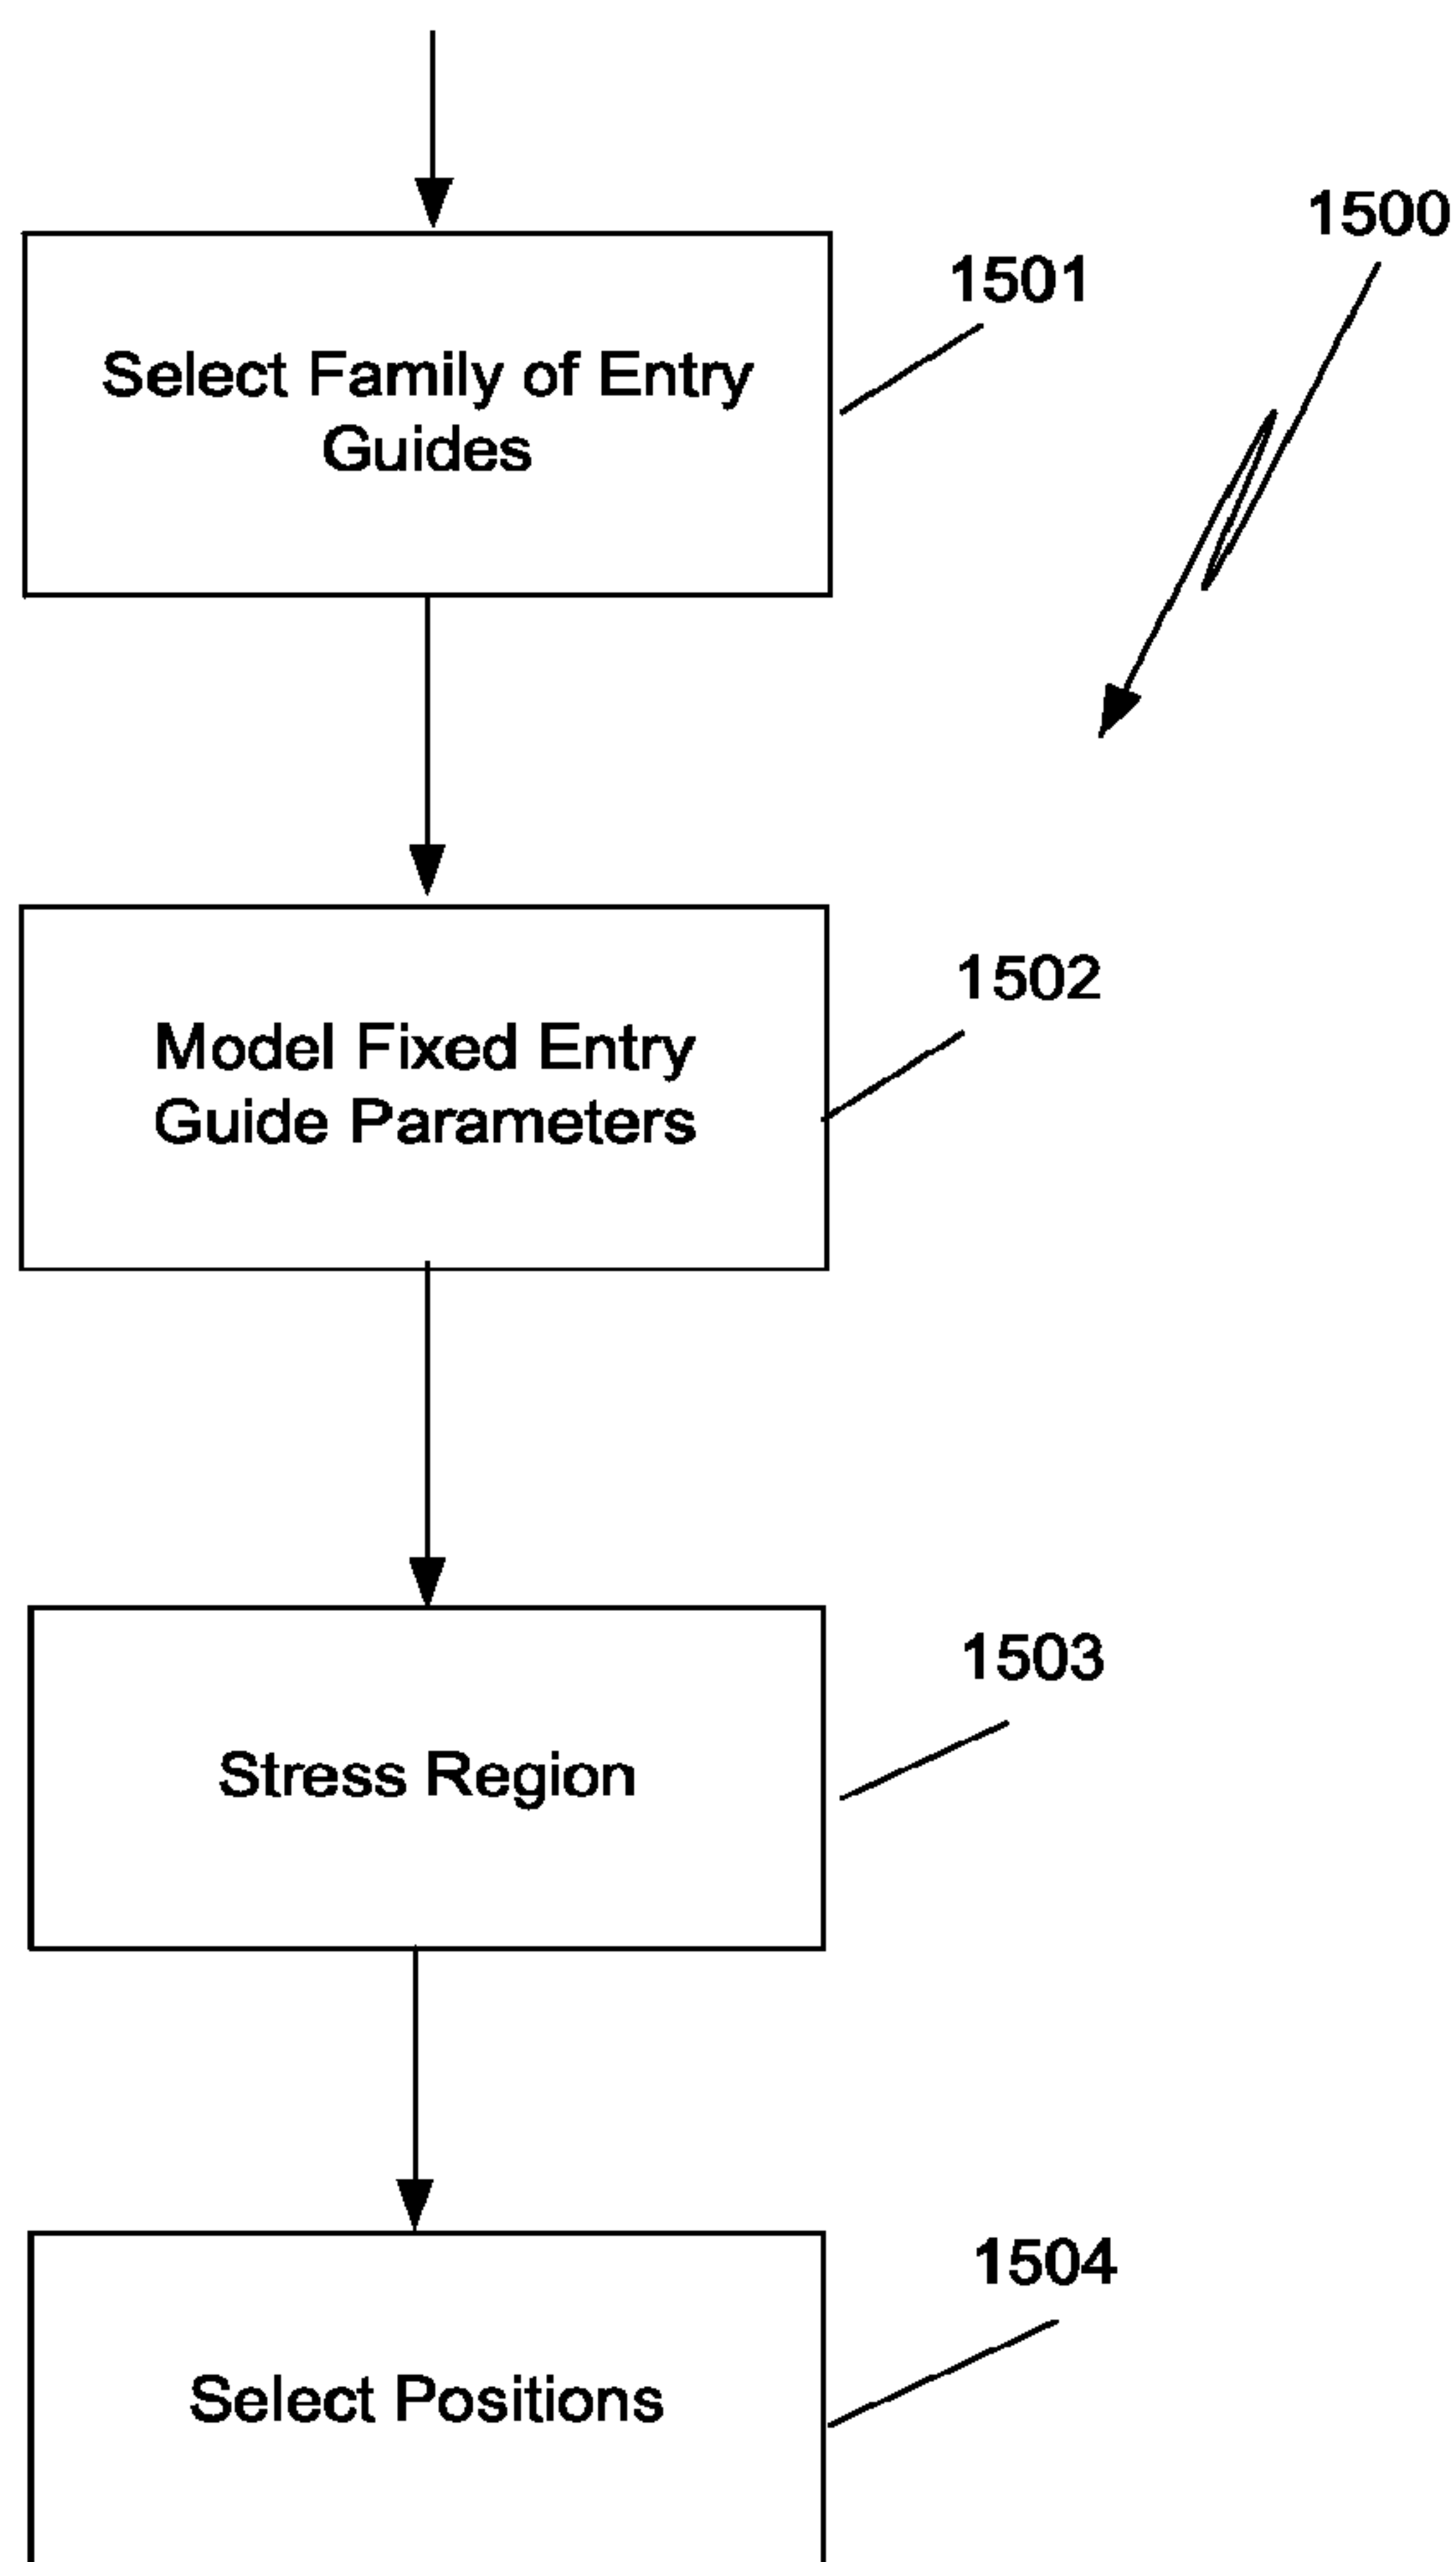 1500
1501
Select Family of Entry
Guides
1502
Model Fixed Entry
Guide Parameters
1503
Stress Region
1504
Select Positions